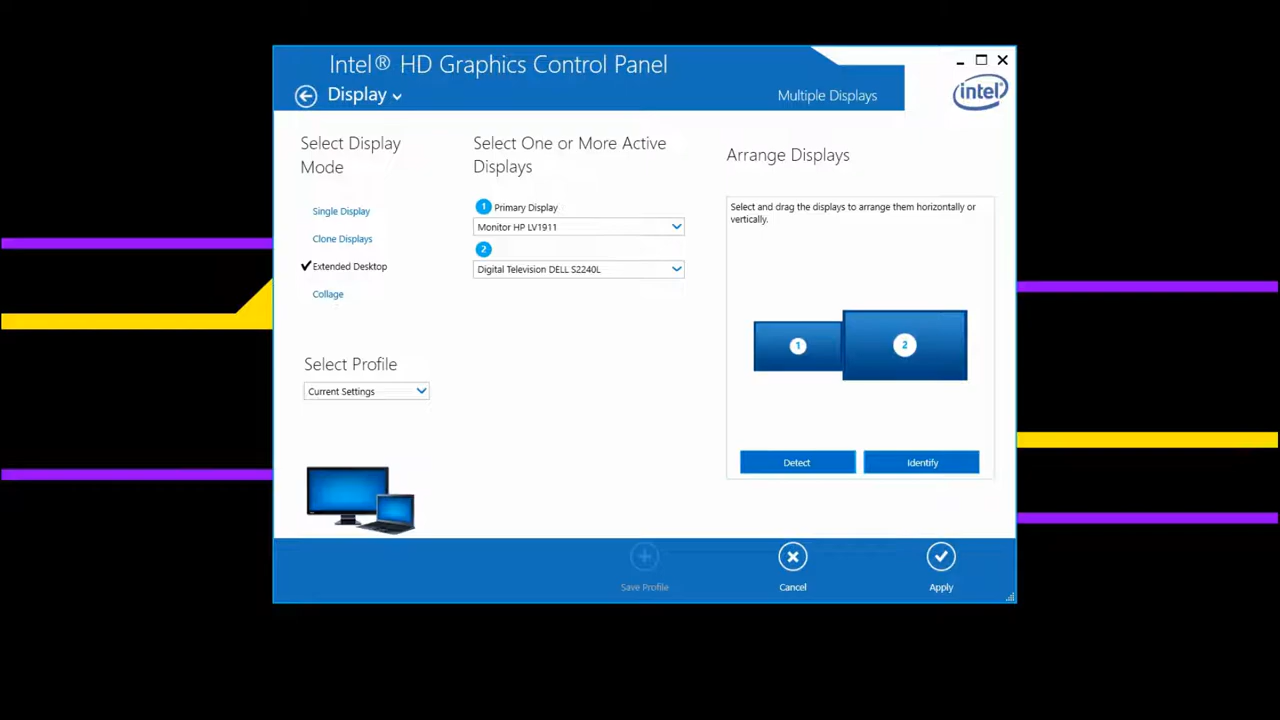 Intel® HD Graphics Control Panel
Display
Multiple Displays
intel
Select Display
Mode
Single Display
Clone Displays
Extended Desktop
Collage
Select Profile
Current Settings
Select One or More Active
Displays
1 Primary Display
Monitor HP LV1911
2
Digital Television DELL S2240L
Arrange Displays
Select and drag the displays to arrange them horizontally or
vertically.
1 2
Detect Identify
Save Profile Cancel Apply